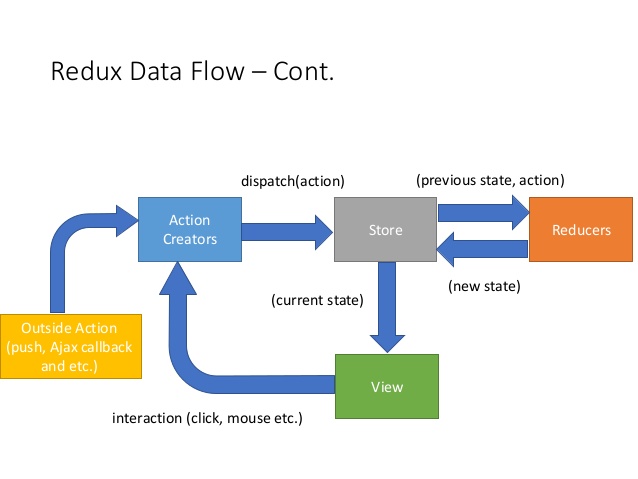 Redux Data Flow – Cont.
dispatch(action)
(previous state, action)
Action
Creators
Store
Reducers
(current state)
(new state)
Outside Action
(push, Ajax callback
and etc.)
View
interaction (click, mouse etc.)